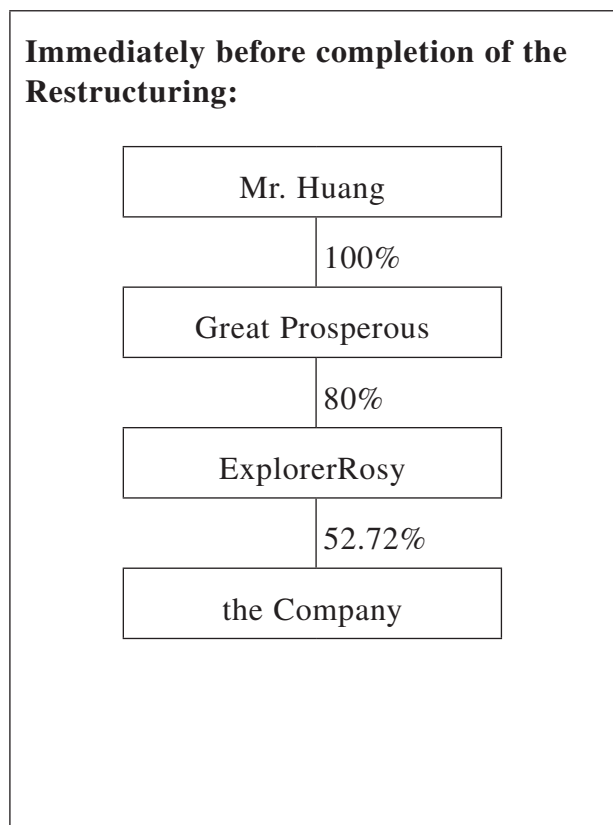 Immediately before completion of the
Restructuring:
Mr. Huang
100%
Great Prosperous
80%
ExplorerRosy
52.72%
the Company